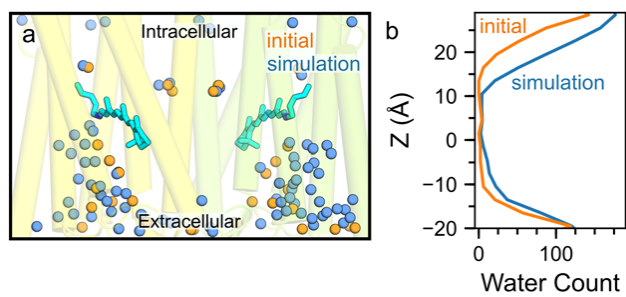 a
Intracellular
initial
simulation
Extracellular
b
initial
simulation
Z (Å)
20
10
0
−10
−20
0
100
Water Count